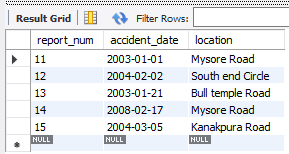 Result Grid Filter Rows:
report_num accident_date location
11 2003-01-01 Mysore Road
12 2004-02-02 South end Circle
13 2003-01-21 Bull temple Road
14 2008-02-17 Mysore Road
15 2004-03-05 Kanakpura Road
NULL NULL NULL